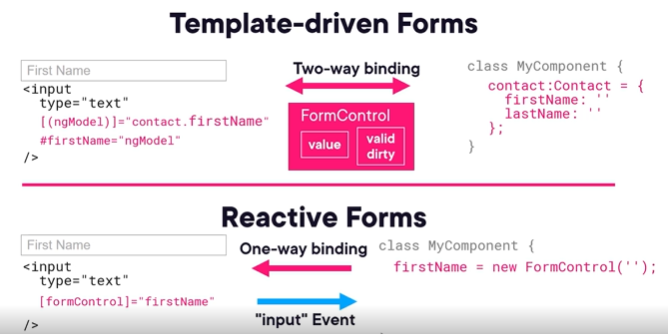 Template-driven Forms
First Name
<input
type="text"
[(ngModel)]="contact.firstName"
#firstName="ngModel"
/>
Two-way binding
FormControl
value
valid
dirty
class MyComponent {
contact:Contact = {
firstName: ''
lastName: ''
};
}
Reactive Forms
First Name
<input
type="text"
[formControl]="firstName"
/>
One-way binding
"input" Event
class MyComponent {
firstName = new FormControl('');